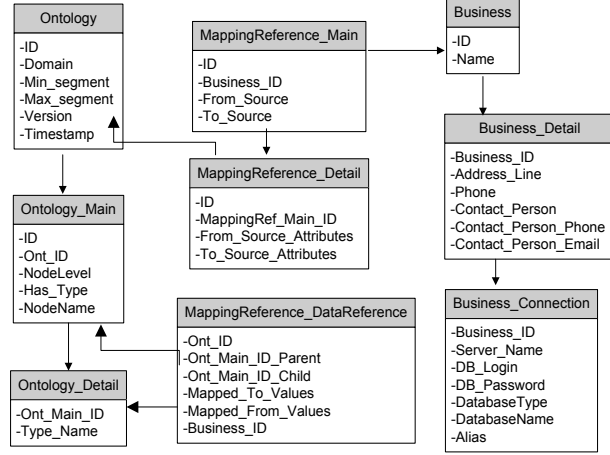 Ontology
-ID
-Domain
-Min_segment
-Max_segment
-Version
-Timestamp
MappingReference_Main
-ID
-Business_ID
-From_Source
-To_Source
Business
-ID
-Name
Business_Detail
-Business_ID
-Address_Line
-Phone
-Contact_Person
-Contact_Person_Phone
-Contact_Person_Email
MappingReference_Detail
-ID
-MappingRef_Main_ID
-From_Source_Attributes
-To_Source_Attributes
Ontology_Main
-ID
-Ont_ID
-NodeLevel
-Has_Type
-NodeName
MappingReference_DataReference
-Ont_ID
-Ont_Main_ID_Parent
-Ont_Main_ID_Child
-Mapped_To_Values
-Mapped_From_Values
-Business_ID
Business_Connection
-Business_ID
-Server_Name
-DB_Login
-DB_Password
-DatabaseType
-DatabaseName
-Alias
Ontology_Detail
-Ont_Main_ID
-Type_Name